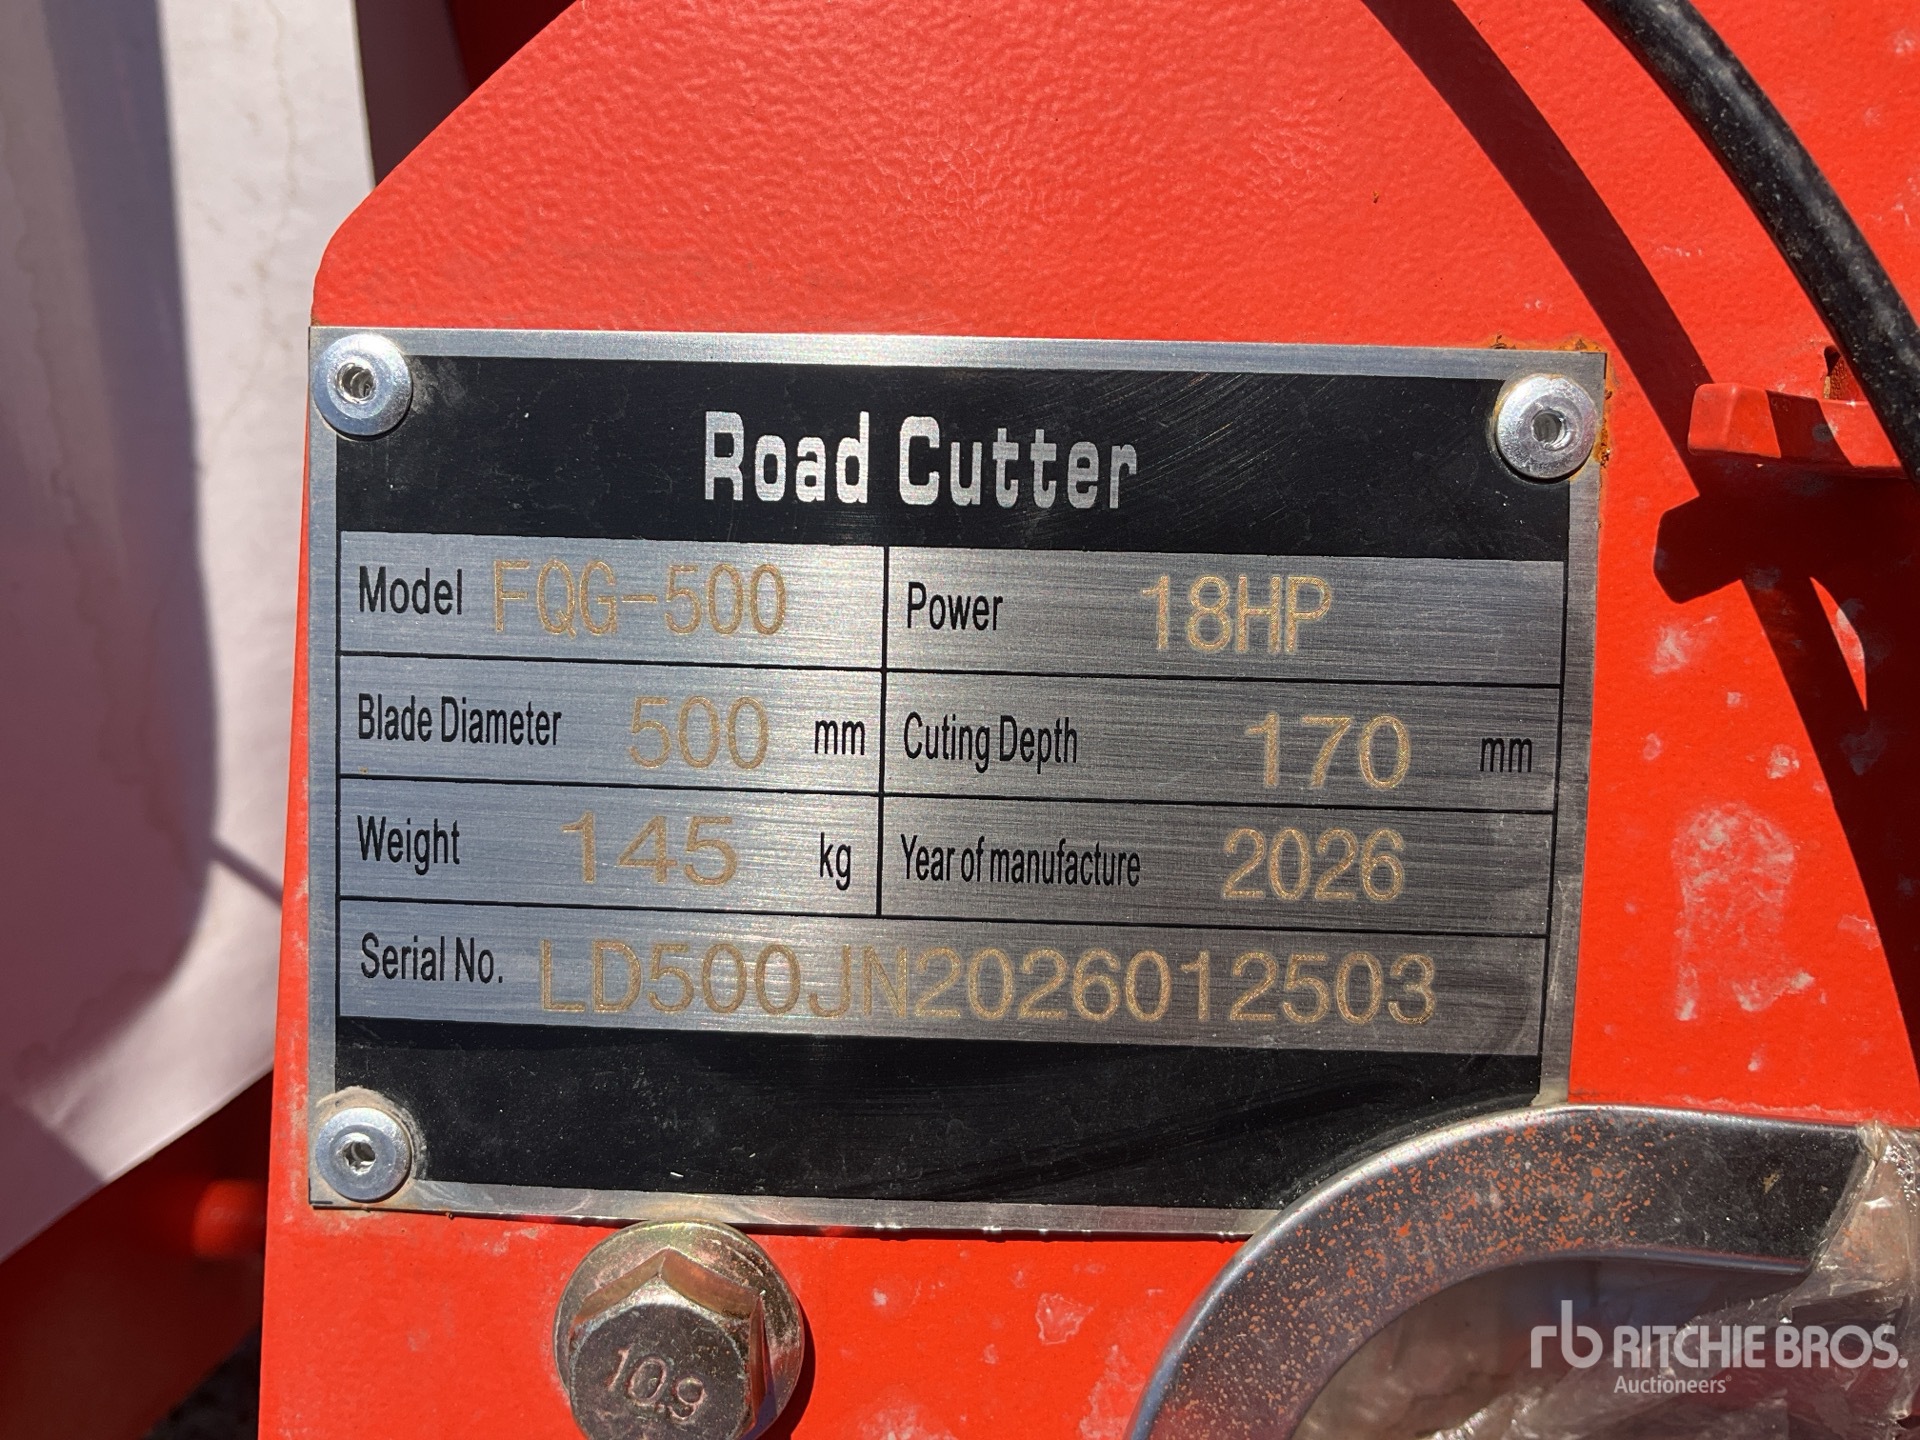 Road Cutter
Model FQG-500 Power 18HP
Blade Diameter 500 mm Cuting Depth 170 mm
Weight 145 kg Year of manufacture 2026
Serial No. LD500JN2026012503
10.9
rb RITCHIE BROS.
Auctioneers